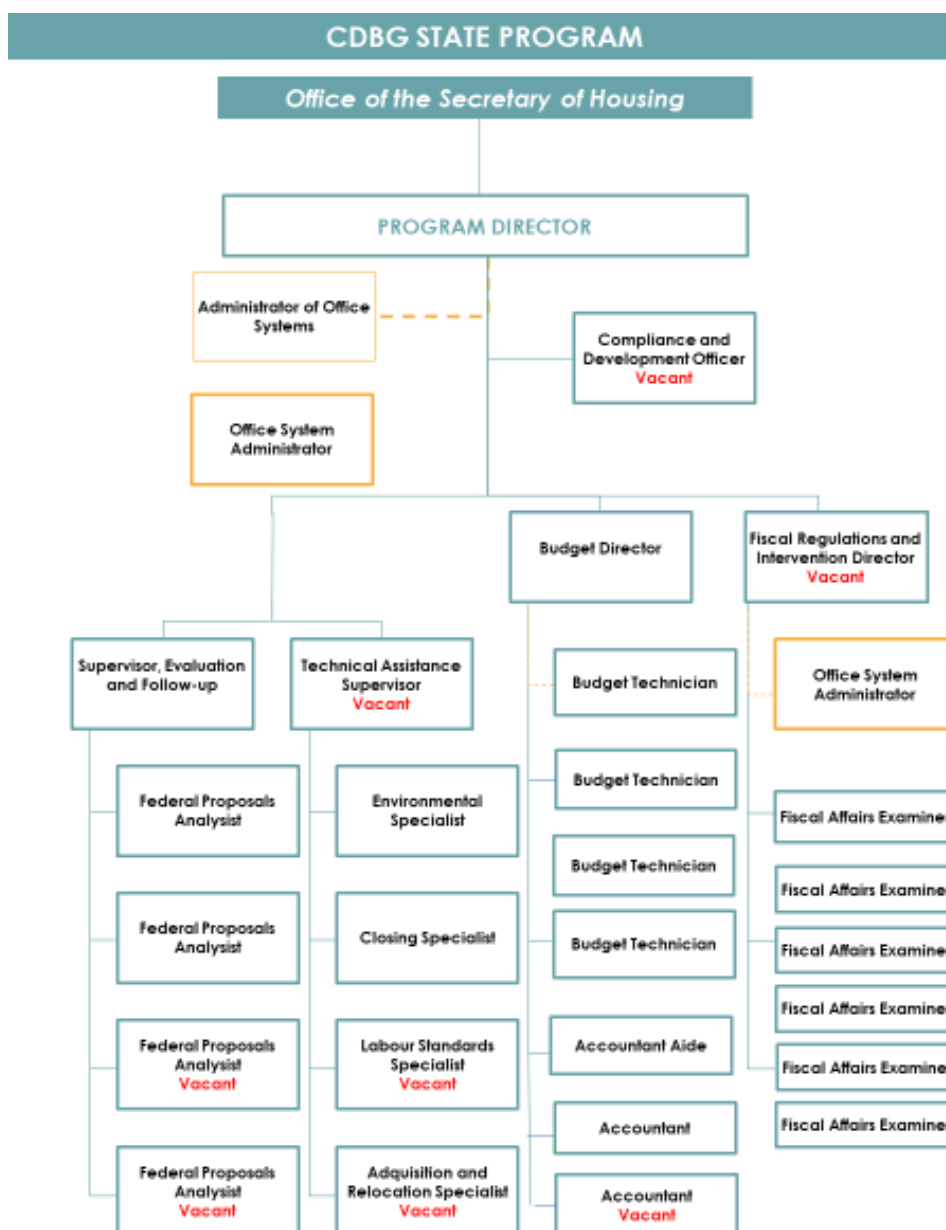 CDBG STATE PROGRAM
Office of the Secretary of Housing
PROGRAM DIRECTOR
Administrator of Office
Systems
Compliance and
Development Officer
Vacant
Office System
Administrator
Budget Director
Fiscal Regulations and
Intervention Director
Vacant
Supervisor, Evaluation
and Follow-up
Technical Assistance
Supervisor
Vacant
Budget Technician
Office System
Administrator
Federal Proposals
Analysist
Environmental
Specialist
Budget Technician
Fiscal Affairs Examine
Budget Technician
Fiscal Affairs Examine
Federal Proposals
Analysist
Closing Specialist
Budget Technician
Fiscal Affairs Examine
Fiscal Affairs Examine
Federal Proposals
Analysist
Vacant
Labour Standards
Specialist
Vacant
Accountant Aide
Fiscal Affairs Examine
Accountant
Fiscal Affairs Examine
Federal Proposals
Analysist
Vacant
Adquisition and
Relocation Specialist
Vacant
Accountant
Vacant